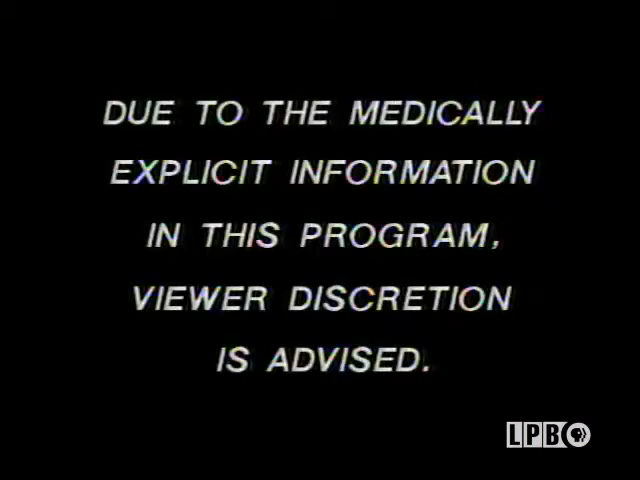 DUE TO THE MEDICALLY
EXPLICIT INFORMATION
IN THIS PROGRAM,
VIEWER DISCRETION
IS ADVISED.
LPB